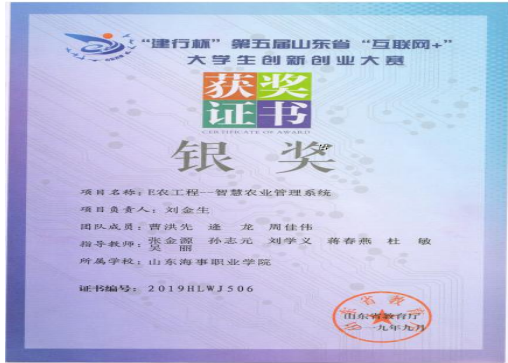 “建行杯”第五届山东省“互联网+”
大学生创新创业大赛
获奖
证书
CERTIFICATE OF AWARD
银奖
项目名称：E农工程--智慧农业管理系统
项目负责人：刘金生
团队成员：曹洪先 逄 龙 周佳伟
指导教师：张金源 孙志元 刘学义 蒋春燕 杜 敏
吴 丽
所属学校：山东海事职业学院
证书编号：2019HLWJ506
山东省教育厅
一九年九月